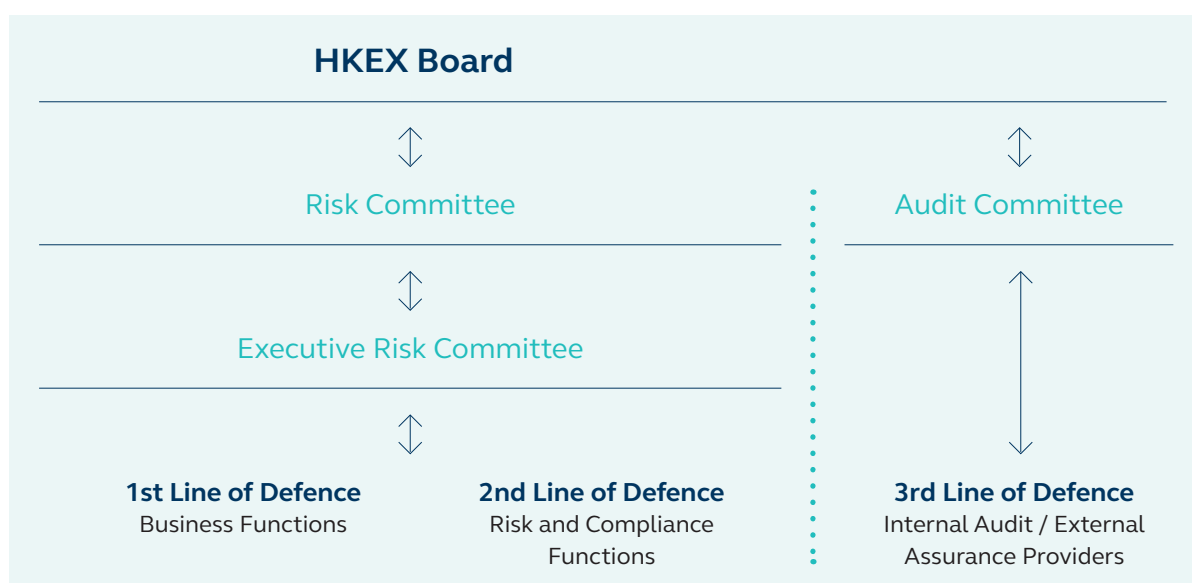 HKEX Board
Risk Committee
Audit Committee
Executive Risk Committee
1st Line of Defence
Business Functions
2nd Line of Defence
Risk and Compliance
Functions
3rd Line of Defence
Internal Audit / External
Assurance Providers